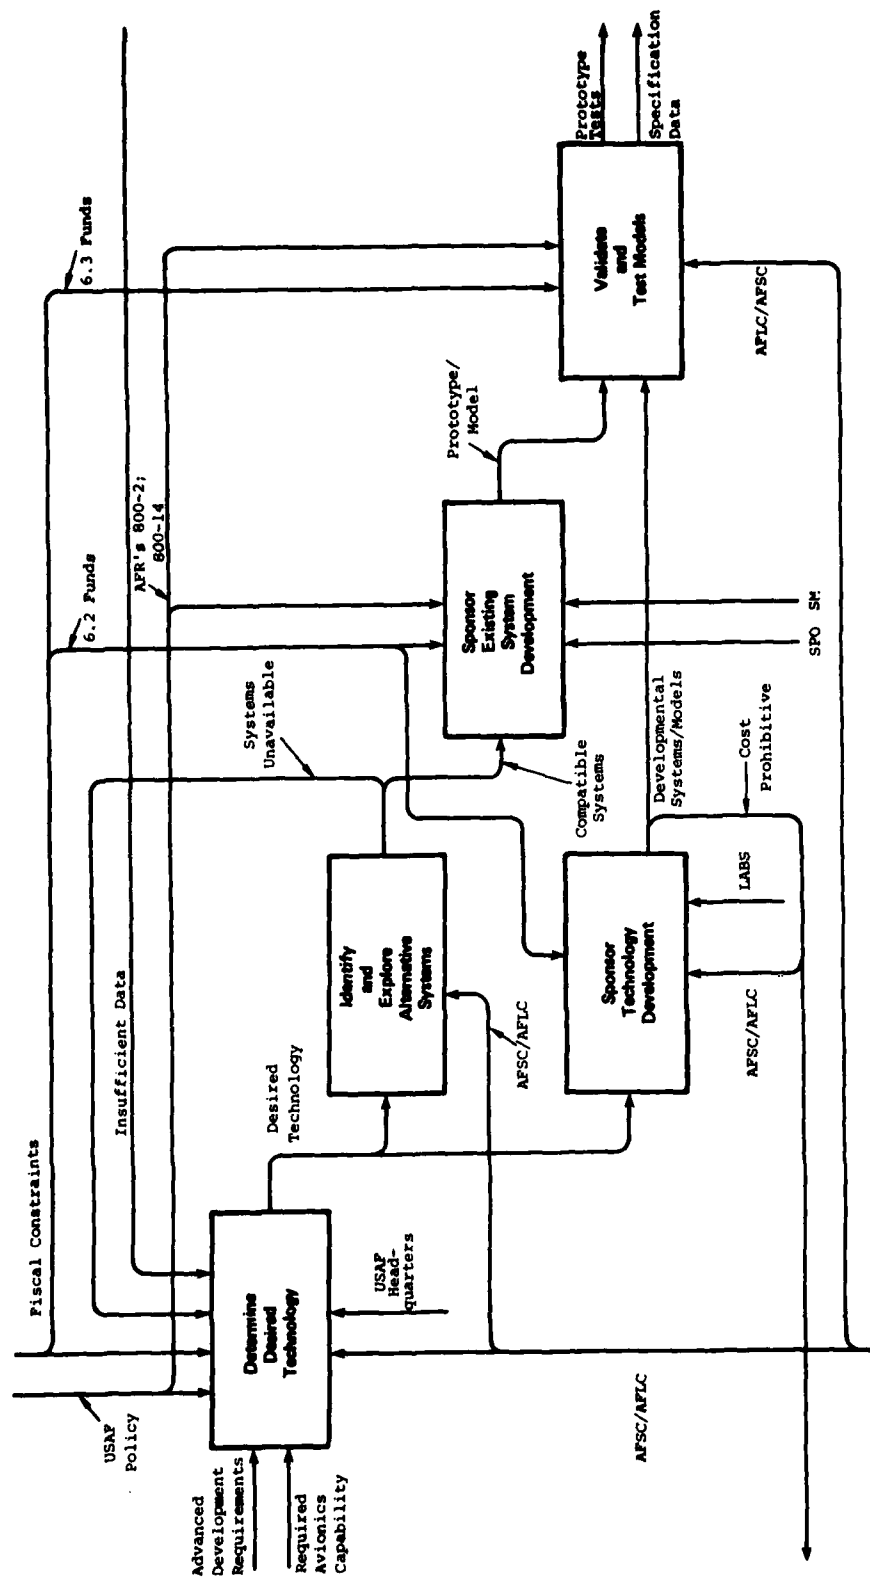 Fiscal Constraints
USAF
Policy
Insufficient Data
6.2 Funds
6.3 Funds
AFR's 800-2;
800-14
Advanced
Development
Requirements
Required
Avionics
Capability
Determine
Desired
Technology
USAF
Head-
quarters
AFSC/AFLC
Desired
Technology
Identify
and
Explore
Alternative
Systems
AFSC/AFLC
Systems
Unavailable
Compatible
Systems
Sponsor
Existing
System
Development
SPO
SM
Prototype/
Model
Sponsor
Technology
Development
AFSC/AFLC
LABS
Developmental
Systems/Models
Cost
Prohibitive
Validate
and
Test Models
AFLC/AFSC
Prototype
Tests
Specification
Data